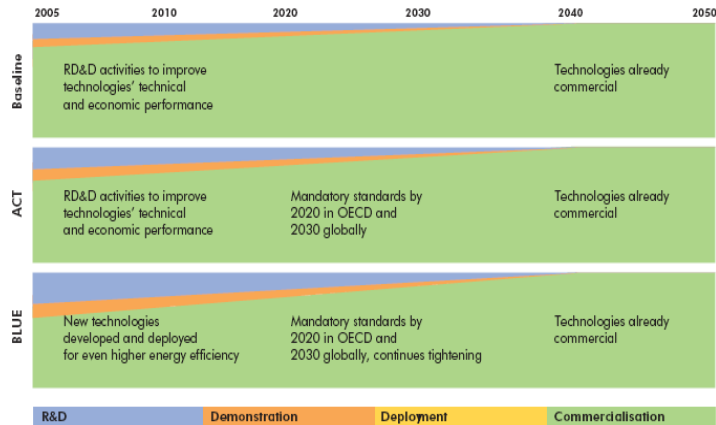 2005 2010 2020 2030 2040 2050
Baseline
RD&D activities to improve
technologies' technical
and economic performance
Technologies already
commercial
ACT
RD&D activities to improve
technologies' technical
and economic performance
Mandatory standards by
2020 in OECD and
2030 globally
Technologies already
commercial
BLUE
New technologies
developed and deployed
for even higher energy efficiency
Mandatory standards by
2020 in OECD and
2030 globally, continues tightening
Technologies already
commercial
R&D Demonstration Deployment Commercialisation